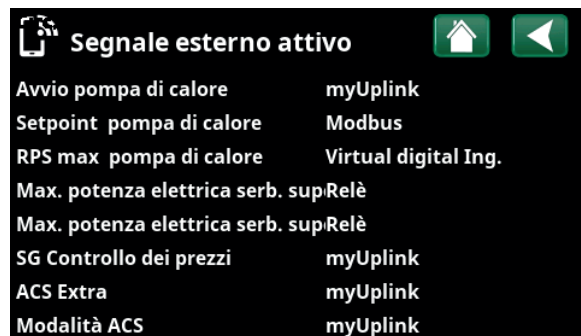 Segnale esterno attivo
Avvio pompa di calore myUplink
Setpoint pompa di calore Modbus
RPS max pompa di calore Virtual digital Ing.
Max. potenza elettrica serb. sup Relè
Max. potenza elettrica serb. sup Relè
SG Controllo dei prezzi myUplink
ACS Extra myUplink
Modalità ACS myUplink